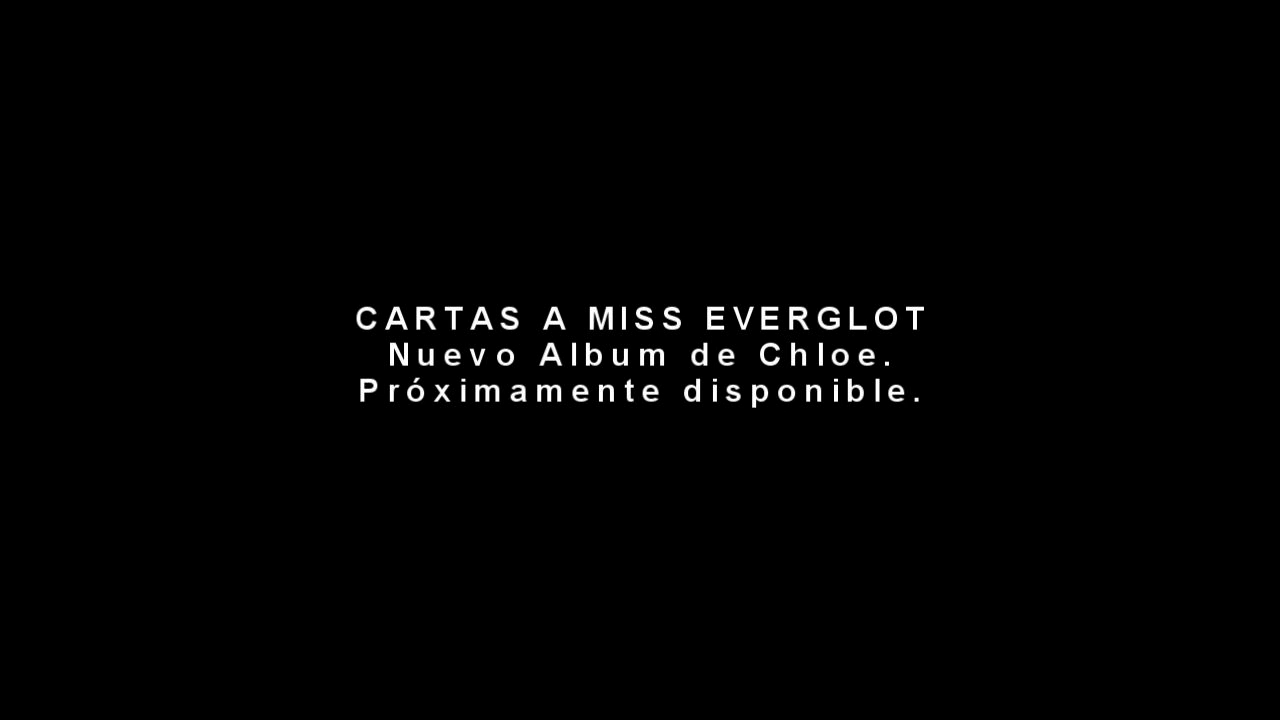 CARTAS A MISS EVERGLOT
Nuevo Album de Chloe.
Próximamente disponible.